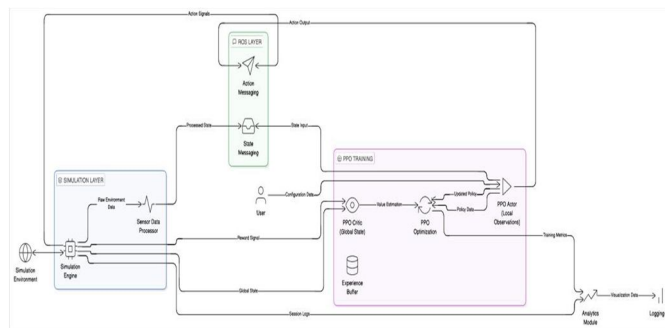 Action Signals
Action Output
ROS LAYER
Action
Messaging
Processed State
State Input
State
Messaging
SIMULATION LAYER
PPO TRAINING
Raw Environment
Data
Sensor Data
Processor
User
Configuration Data
Updated Policy
Value Estimation
Policy Data
PPO Critic
(Global State)
PPO
Optimization
PPO Actor
(Local
Observations)
Reward Signal
Training Metrics
Simulation
Environment
Simulation
Engine
Global State
Experience
Buffer
Session Logs
Visualization Data
Analytics
Module
Logging